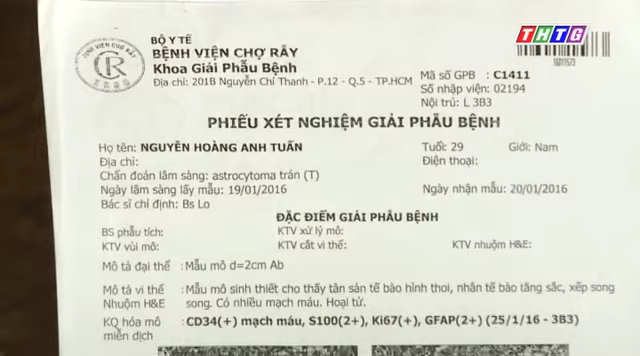 THTG
BỘ Y TẾ
BỆNH VIỆN CHỢ RẪY
Khoa Giải Phẫu Bệnh
Địa chỉ: 201B Nguyễn Chí Thanh - P.12 - Q.5 - TP.HCM
BỆNH VIỆN CHỢ RẪY
CR
Mã số GPB : C1411
Số nhập viện: 02194
Nội trú: L 3B3
PHIẾU XÉT NGHIỆM GIẢI PHẪU BỆNH
Họ tên: NGUYỄN HOÀNG ANH TUẤN Tuổi: 29 Giới: Nam
Địa chỉ: Điện thoại:
Chẩn đoán lâm sàng: astrocytoma trán (T)
Ngày lâm sàng lấy mẫu: 19/01/2016 Ngày nhận mẫu: 20/01/2016
Bác sĩ chỉ định: Bs Lo
ĐẶC ĐIỂM GIẢI PHẪU BỆNH
BS phẫu tích: KTV xử lý mô:
KTV vùi mô: KTV cắt vi thể: KTV nhuộm H&E:
Mô tả đại thể : Mẫu mô d=2cm Ab
Mô tả vi thể : Mẫu mô sinh thiết cho thấy tân sản tế bào hình thoi, nhân tế bào tăng sắc, xếp song
Nhuộm H&E song. Có nhiều mạch máu. Hoại tử.
KQ hóa mô : CD34(+) mạch máu, S100(2+), Ki67(+), GFAP(2+) (25/1/16 - 3B3)
miễn dịch